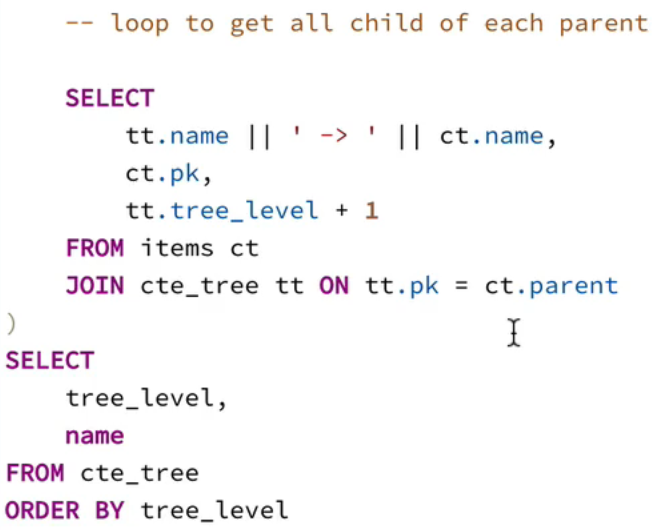 -- loop to get all child of each parent
SELECT
tt.name || ' -> ' || ct.name,
ct.pk,
tt.tree_level + 1
FROM items ct
JOIN cte_tree tt ON tt.pk = ct.parent
)
SELECT
tree_level,
name
FROM cte_tree
ORDER BY tree_level